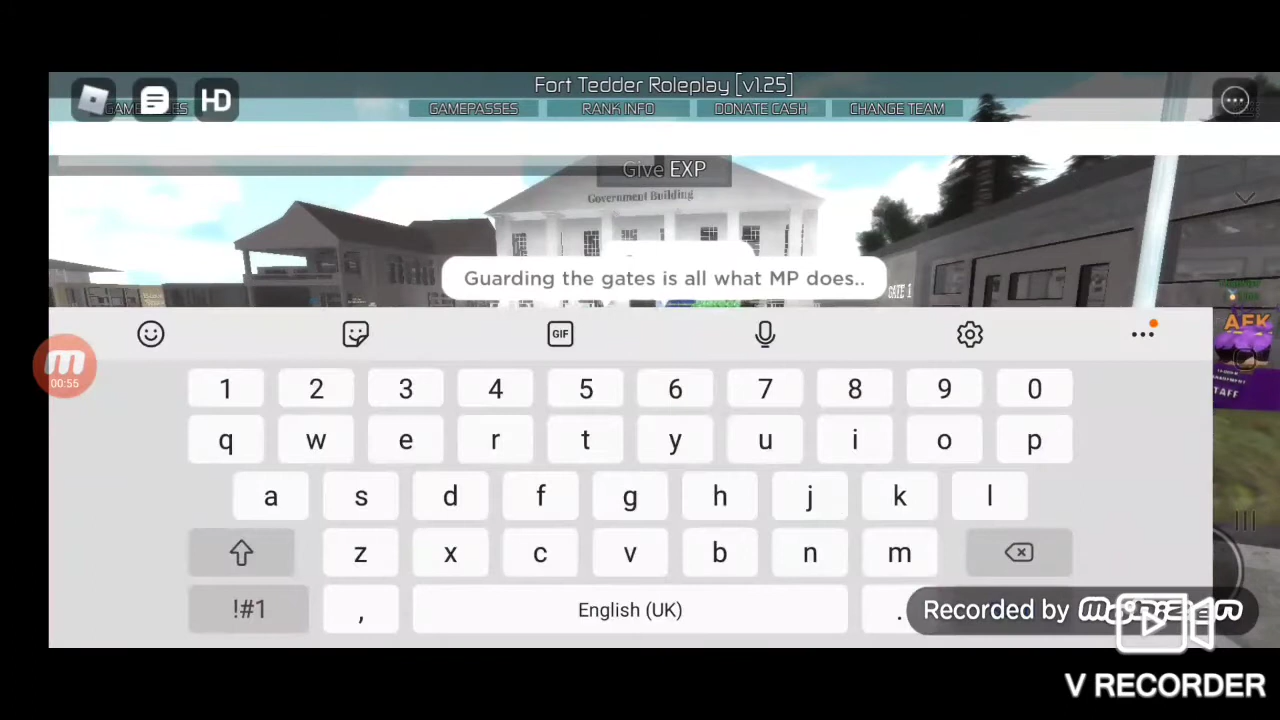 Fort Tedder Roleplay [v1.25]
HD
GAMEPASSES
RANK INFO
DONATE CASH
CHANGE TEAM
Give EXP
Government Building
Guarding the gates is all what MP does..
GATE 1
AFK
STAFF
GIF
00:55
1 2 3 4 5 6 7 8 9 0
q w e r t y u i o p
a s d f g h j k l
z x c v b n m
!#1 , English (UK) .
Recorded by
V RECORDER